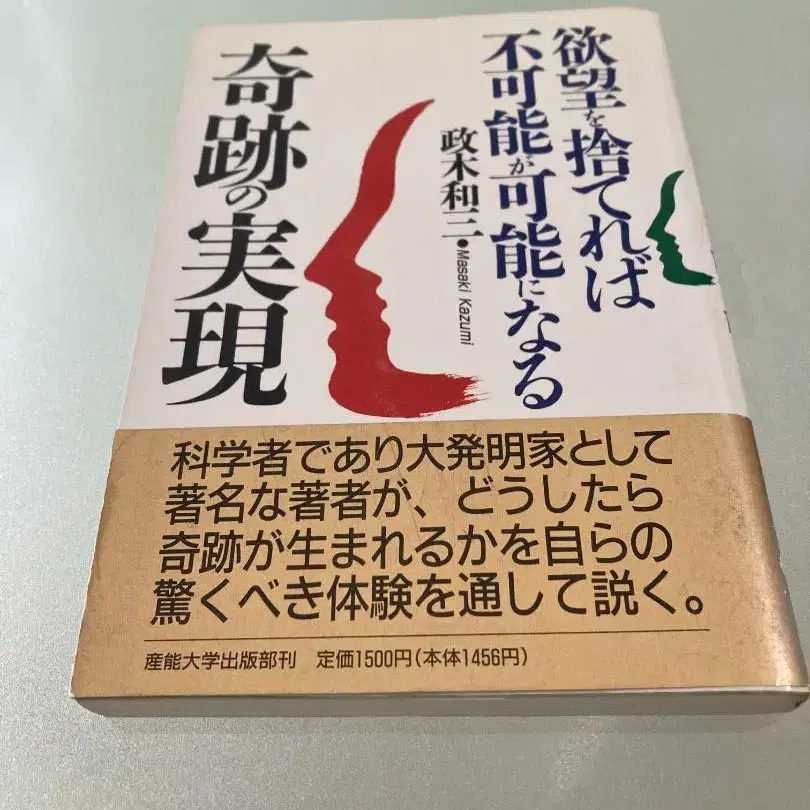 欲望を捨てれば
不可能が可能になる
政木和三●Masaki Kazumi
奇跡の実現
科学者であり大発明家として
著名な著者が、どうしたら
奇跡が生まれるかを自らの
驚くべき体験を通して説く。
産能大学出版部刊 定価1500円(本体1456円)